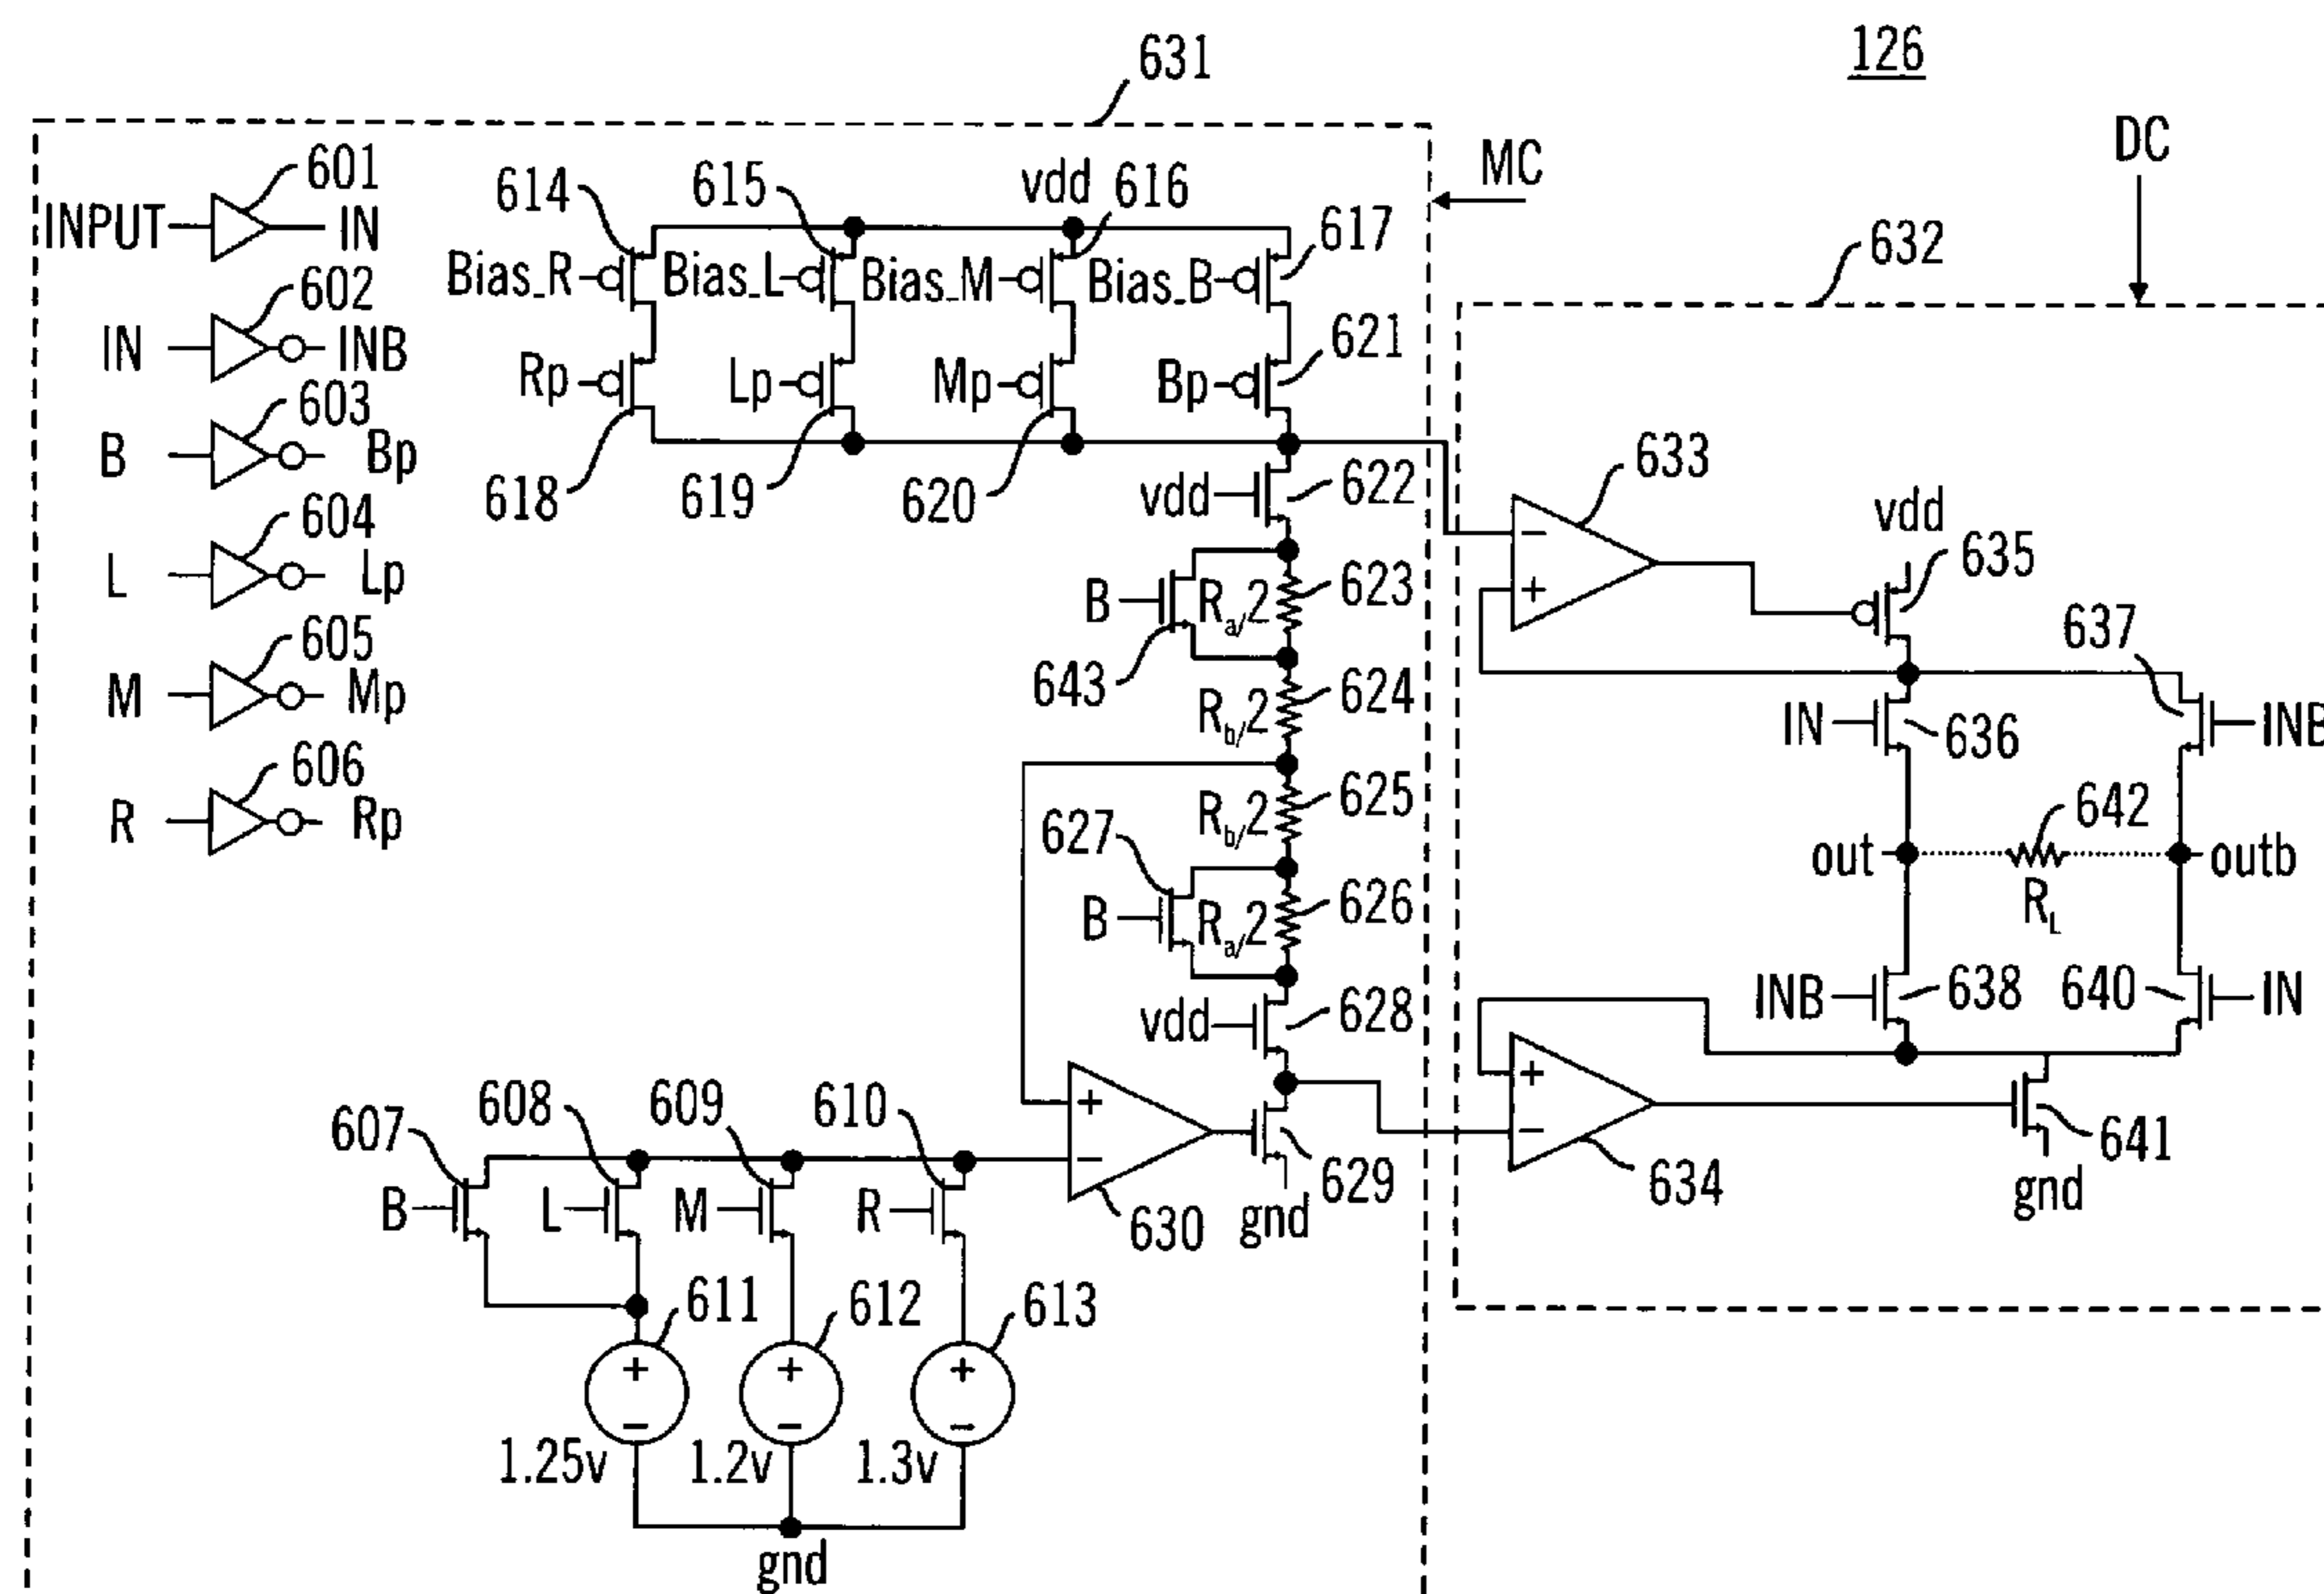 126
631
632
MC
DC
INPUT
601
IN
IN
602
INB
B
603
Bp
L
604
Lp
M
605
Mp
R
606
Rp
614
615
vdd
616
617
Bias_R
Bias_L
Bias_M
Bias_B
621
Rp
Lp
Mp
Bp
618
619
620
vdd
622
B
Ra/2
623
643
Rb/2
624
Rb/2
625
627
B
Ra/2
626
vdd
628
607
608
609
610
B
L
M
R
+
−
630
629
gnd
611
612
613
+
−
+
−
+
−
1.25v
1.2v
1.3v
gnd
633
−
+
vdd
635
637
IN
636
INB
642
out
outb
RL
INB
638
640
IN
+
−
634
641
gnd